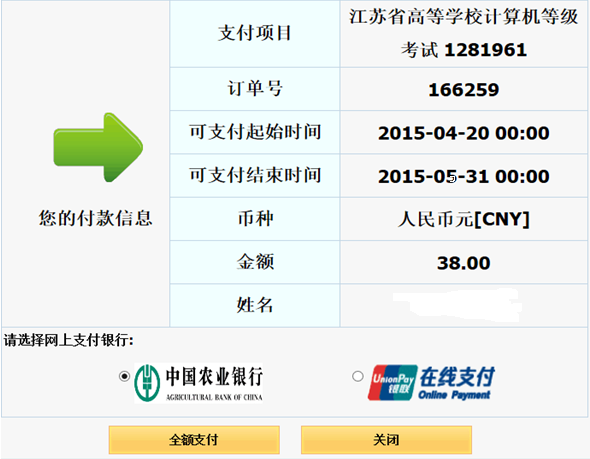 支付项目
江苏省高等学校计算机等级
考试 1281961
订单号
166259
可支付起始时间
2015-04-20 00:00
可支付结束时间
2015-05-31 00:00
您的付款信息
币种
人民币元[CNY]
金额
38.00
姓名
请选择网上支付银行:
中国农业银行
AGRICULTURAL BANK OF CHINA
UnionPay
银联
在线支付
Online Payment
全额支付
关闭